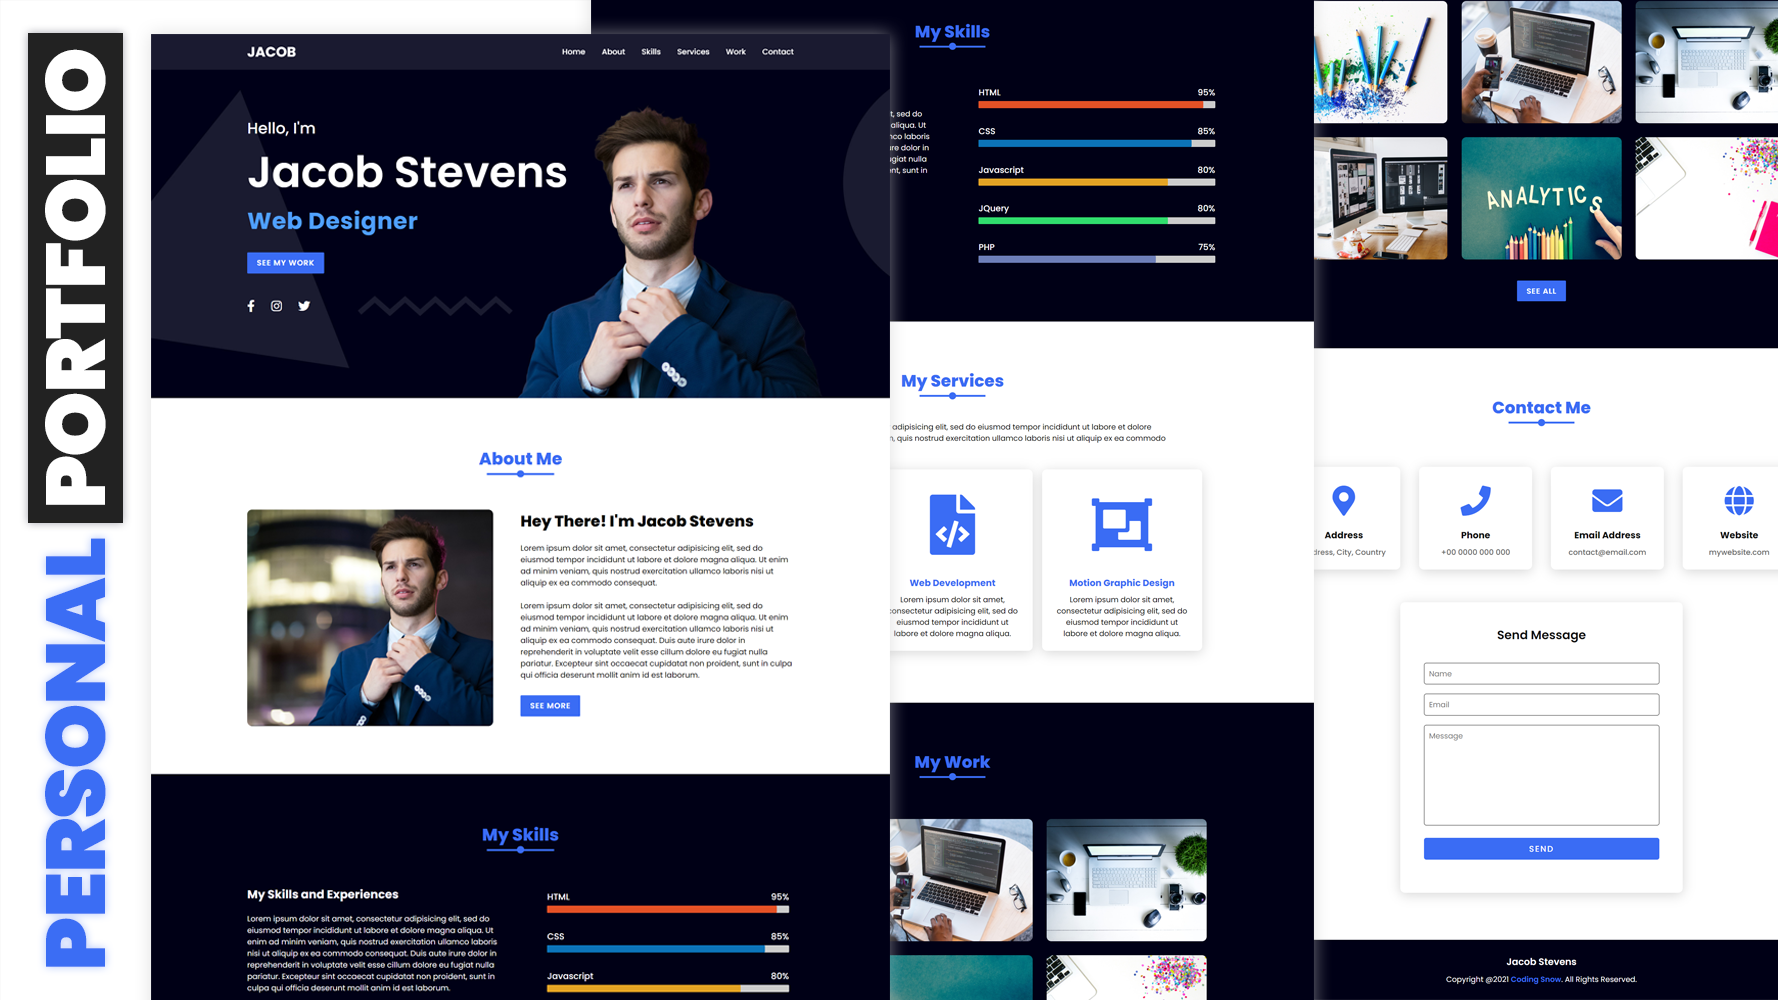 PERSONAL PORTFOLIO
JACOB
Home About Skills Services Work Contact
Hello, I'm
Jacob Stevens
Web Designer
SEE MY WORK
About Me
Hey There! I'm Jacob Stevens
Lorem ipsum dolor sit amet, consectetur adipisicing elit, sed do
eiusmod tempor incididunt ut labore et dolore magna aliqua. Ut enim
ad minim veniam, quis nostrud exercitation ullamco laboris nisi ut
aliquip ex ea commodo consequat.
Lorem ipsum dolor sit amet, consectetur adipisicing elit, sed do
eiusmod tempor incididunt ut labore et dolore magna aliqua. Ut enim
ad minim veniam, quis nostrud exercitation ullamco laboris nisi ut
aliquip ex ea commodo consequat. Duis aute irure dolor in
reprehenderit in voluptate velit esse cillum dolore eu fugiat nulla
pariatur. Excepteur sint occaecat cupidatat non proident, sunt in culpa
qui officia deserunt mollit anim id est laborum.
SEE MORE
My Skills
My Skills and Experiences
Lorem ipsum dolor sit amet, consectetur adipisicing elit, sed do
eiusmod tempor incididunt ut labore et dolore magna aliqua. Ut
enim ad minim veniam, quis nostrud exercitation ullamco laboris
nisi ut aliquip ex ea commodo consequat. Duis aute irure dolor in
reprehenderit in voluptate velit esse cillum dolore eu fugiat nulla
pariatur. Excepteur sint occaecat cupidatat non proident, sunt in
culpa qui officia deserunt mollit anim id est laborum.
HTML 95%
CSS 85%
Javascript 80%
My Skills
t, sed do
aliqua. Ut
nco laboris
ure dolor in
ugiat nulla
ent, sunt in
HTML 95%
CSS 85%
Javascript 80%
JQuery 80%
PHP 75%
My Services
adipisicing elit, sed do eiusmod tempor incididunt ut labore et dolore
, quis nostrud exercitation ullamco laboris nisi ut aliquip ex ea commodo
Web Development
Lorem ipsum dolor sit amet,
consectetur adipisicing elit, sed do
eiusmod tempor incididunt ut
labore et dolore magna aliqua.
Motion Graphic Design
Lorem ipsum dolor sit amet,
consectetur adipisicing elit, sed do
eiusmod tempor incididunt ut
labore et dolore magna aliqua.
My Work
ANALYTICS
SEE ALL
Contact Me
Address
dress, City, Country
Phone
+00 0000 000 000
Email Address
contact@email.com
Website
mywebsite.com
Send Message
Name
Email
Message
SEND
Jacob Stevens
Copyright @2021 Coding Snow. All Rights Reserved.